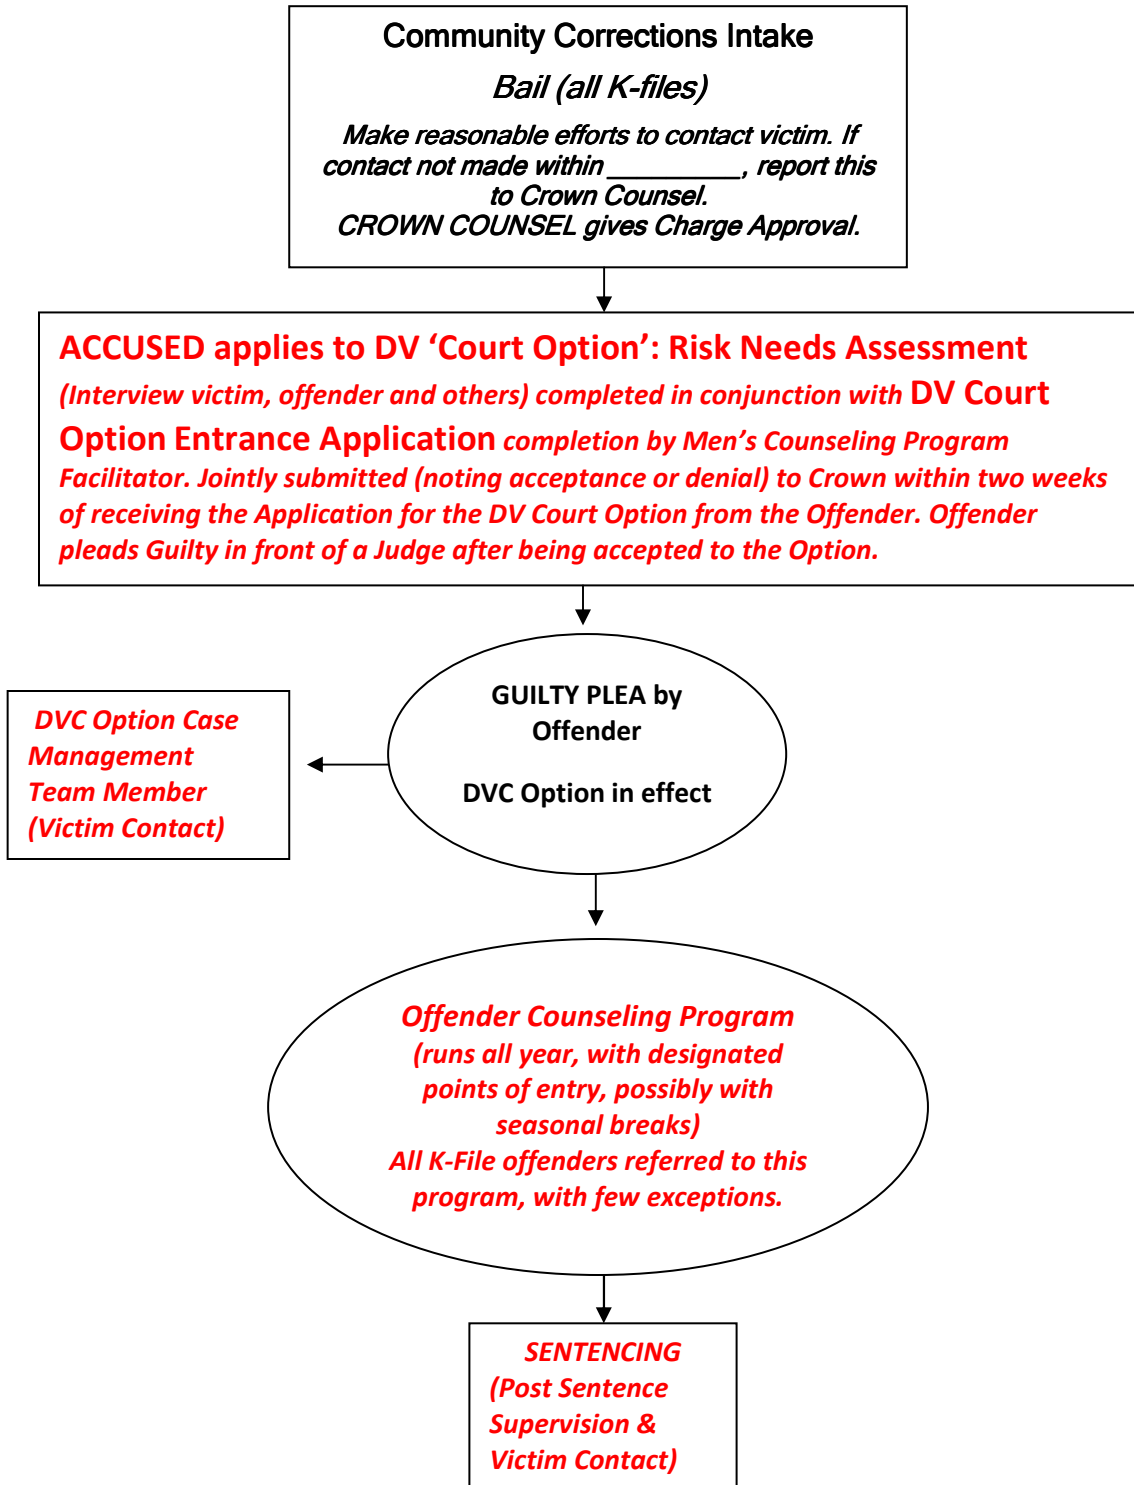 Community Corrections Intake
Bail (all K-files)
Make reasonable efforts to contact victim. If
contact not made within __________, report this
to Crown Counsel.
CROWN COUNSEL gives Charge Approval.
ACCUSED applies to DV ‘Court Option’: Risk Needs Assessment
(Interview victim, offender and others) completed in conjunction with DV Court
Option Entrance Application completion by Men’s Counseling Program
Facilitator. Jointly submitted (noting acceptance or denial) to Crown within two weeks
of receiving the Application for the DV Court Option from the Offender. Offender
pleads Guilty in front of a Judge after being accepted to the Option.
GUILTY PLEA by
Offender
DVC Option in effect
DVC Option Case
Management
Team Member
(Victim Contact)
Offender Counseling Program
(runs all year, with designated
points of entry, possibly with
seasonal breaks)
All K-File offenders referred to this
program, with few exceptions.
SENTENCING
(Post Sentence
Supervision &
Victim Contact)